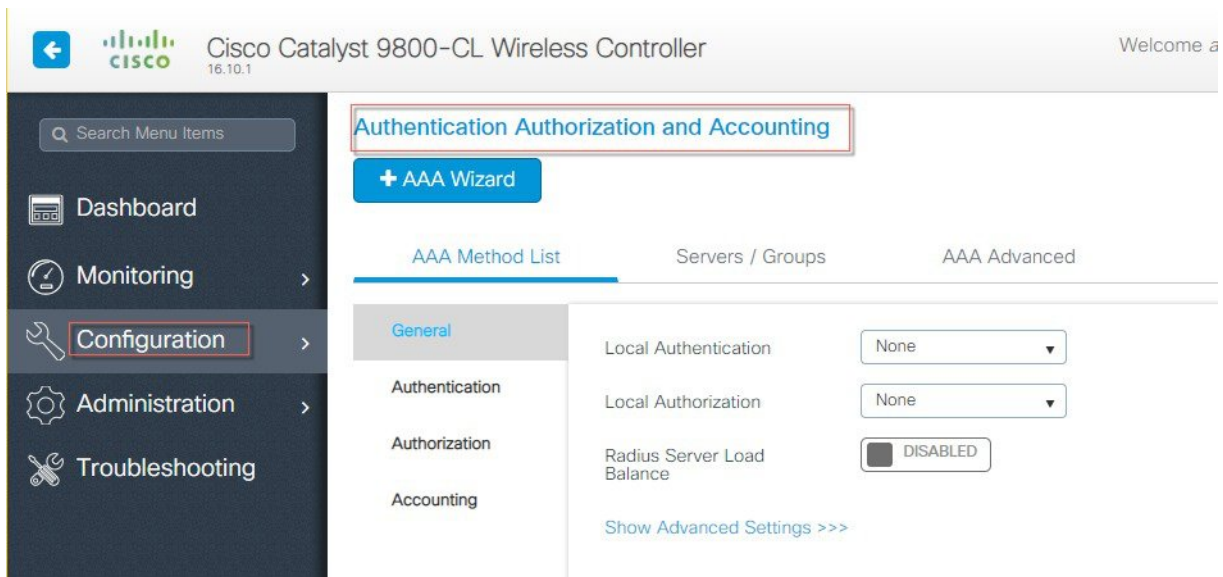 CISCO
Cisco Catalyst 9800-CL Wireless Controller
16.10.1
Welcome a
Search Menu Items
Dashboard
Monitoring
Configuration
Administration
Troubleshooting
Authentication Authorization and Accounting
+ AAA Wizard
AAA Method List
Servers / Groups
AAA Advanced
General
Authentication
Authorization
Accounting
Local Authentication
None
Local Authorization
None
Radius Server Load
Balance
DISABLED
Show Advanced Settings >>>